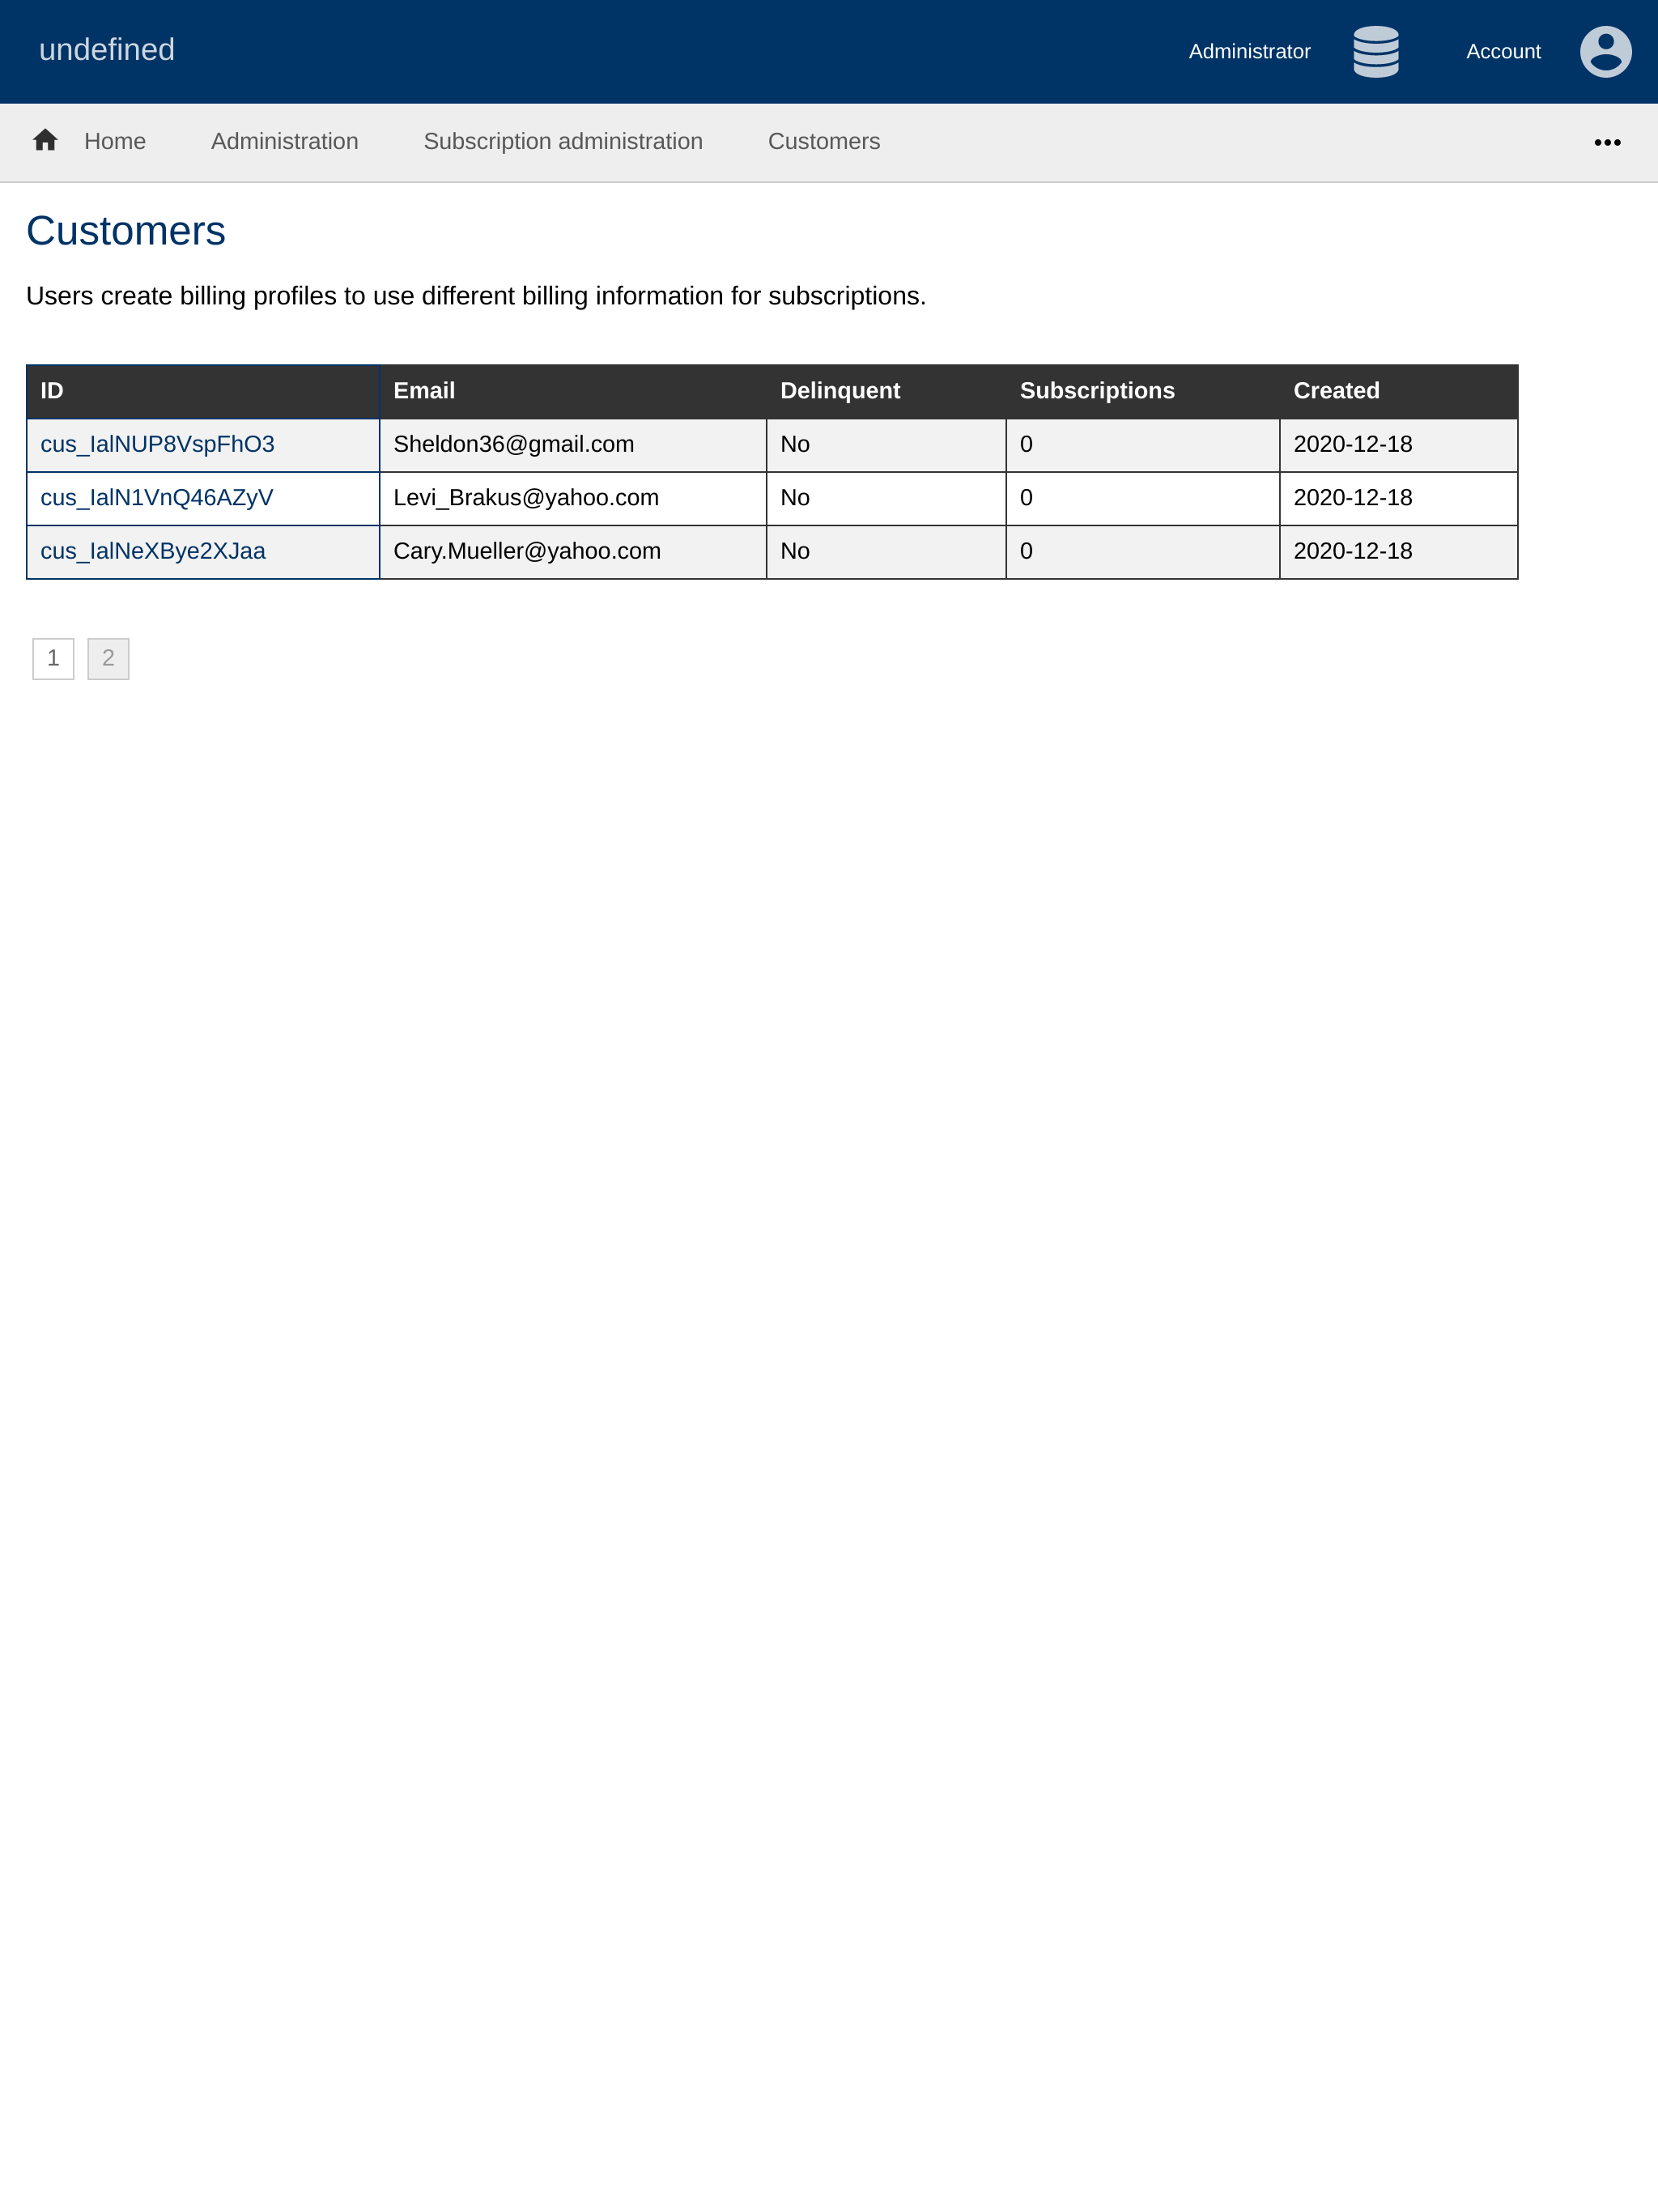 undefined
Administrator Account
Home Administration Subscription administration Customers
Customers
Users create billing profiles to use different billing information for subscriptions.
ID Email Delinquent Subscriptions Created
cus_IalNUP8VspFhO3 Sheldon36@gmail.com No 0 2020-12-18
cus_IalN1VnQ46AZyV Levi_Brakus@yahoo.com No 0 2020-12-18
cus_IalNeXBye2XJaa Cary.Mueller@yahoo.com No 0 2020-12-18
1 2